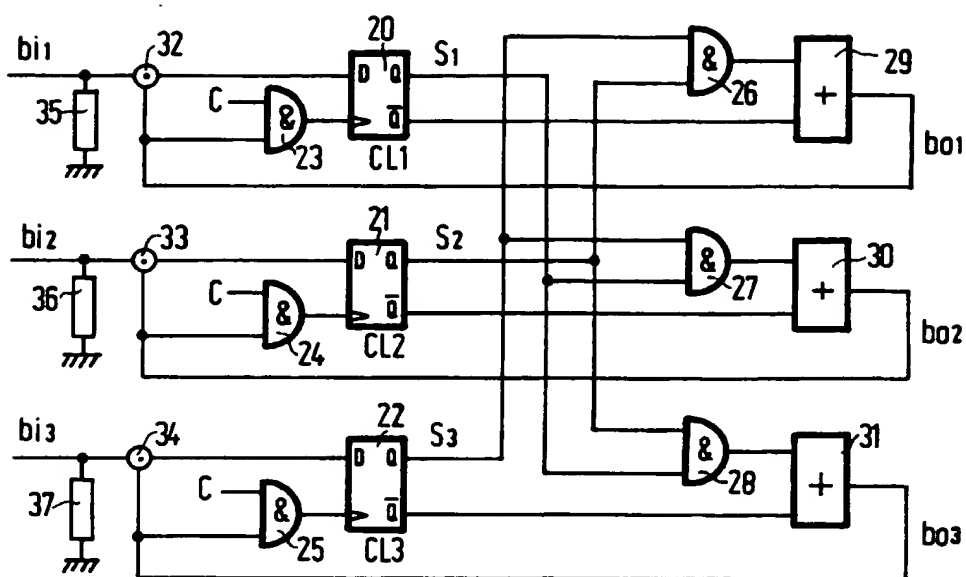 bi1 32 20 S1 & 26 29
D Q
35 C & 23 Q̅ +
CL1 bo1
bi2 33 21 S2 & 27 30
D Q
36 C & 24 Q̅ +
CL2 bo2
bi3 34 22 S3 & 28 31
D Q
37 C & 25 Q̅ +
CL3 bo3